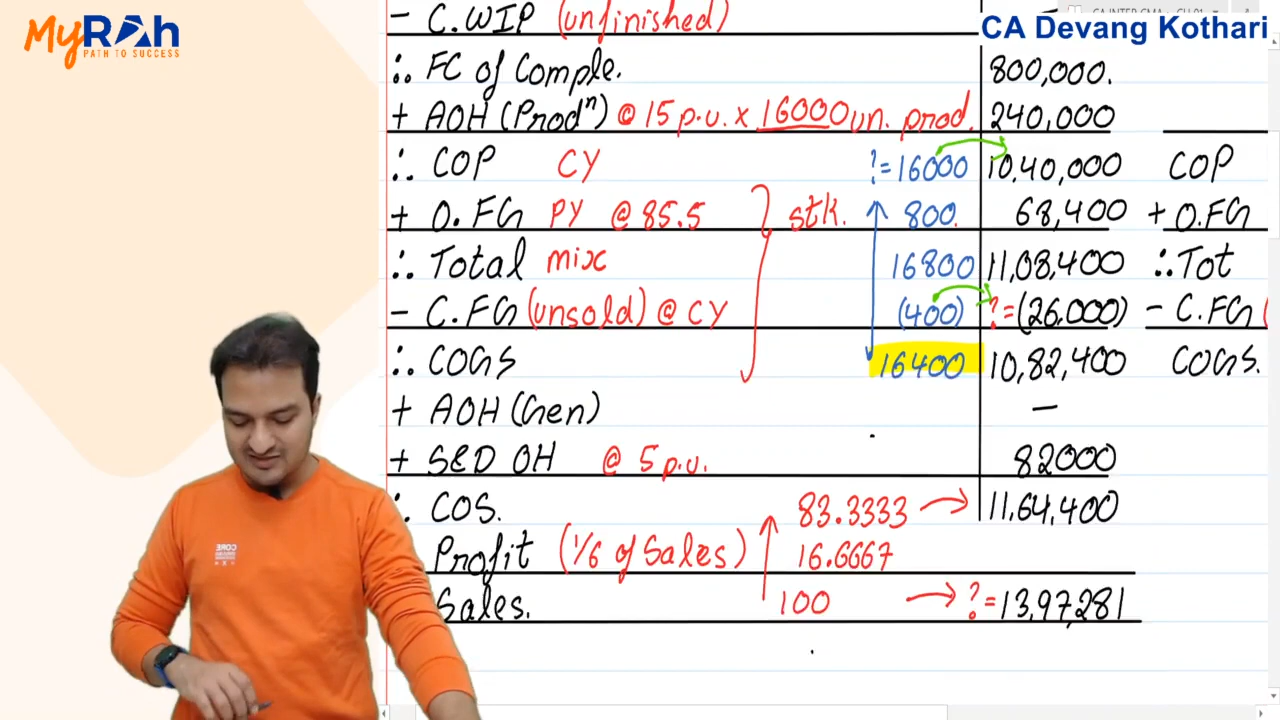 MyRAh
PATH TO SUCCESS
CA Devang Kothari
- C.WIP (unfinished)
∴ FC of Comple. 800,000.
+ AOH (Prodⁿ) @ 15 p.u. x 16000 un. prod. 240,000
∴ COP CY ?=16000 10,40,000 COP
+ O.FG PY @ 85.5 } stk. 800. 68,400 + O.FG
∴ Total mix 16800 11,08,400 ∴ Tot
- C.FG (unsold) @ CY (400) ?=(26,000) - C.FG (
∴ COGS 16400 10,82,400 COGS.
+ AOH (Gen) —
+ S&D OH @ 5 p.u. 82000
∴ COS. 83.3333 → 11,64,400
Profit (1/6 of Sales) 16.6667
Sales. 100 → ?=13,97,281
CORE